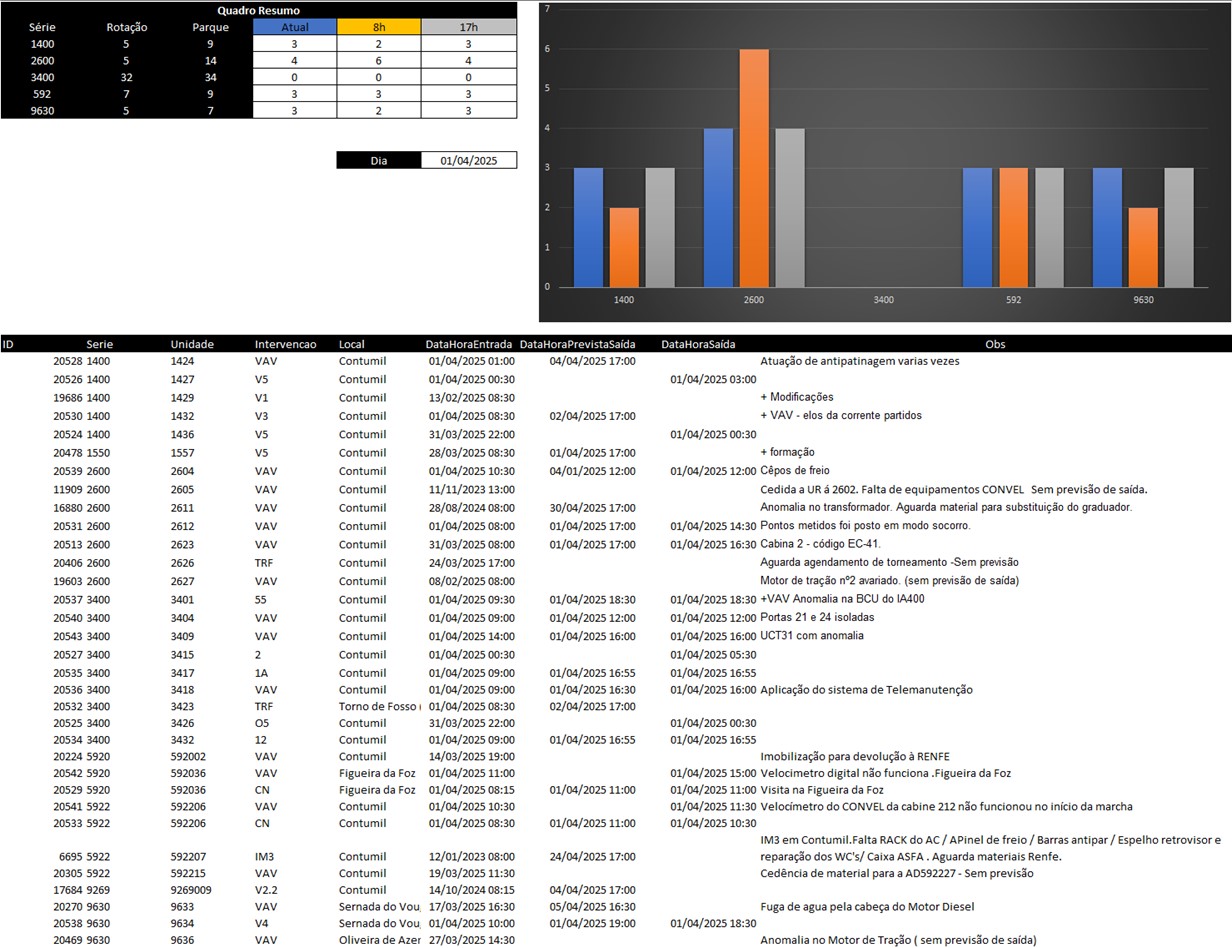 Quadro Resumo
Série Rotação Parque Atual 8h 17h
1400 5 9 3 2 3
2600 5 14 4 6 4
3400 32 34 0 0 0
592 7 9 3 3 3
9630 5 7 3 2 3
Dia 01/04/2025
7
6
5
4
3
2
1
0
1400 2600 3400 592 9630
ID Serie Unidade Intervencao Local DataHoraEntrada DataHoraPrevistaSaída DataHoraSaída Obs
20528 1400 1424 VAV Contumil 01/04/2025 01:00 04/04/2025 17:00 Atuação de antipatinagem varias vezes
20526 1400 1427 V5 Contumil 01/04/2025 00:30 01/04/2025 03:00
19686 1400 1429 V1 Contumil 13/02/2025 08:30 + Modificações
20530 1400 1432 V3 Contumil 01/04/2025 08:30 02/04/2025 17:00 + VAV - elos da corrente partidos
20524 1400 1436 V5 Contumil 31/03/2025 22:00 01/04/2025 00:30
20478 1550 1557 V5 Contumil 28/03/2025 08:30 01/04/2025 17:00 + formação
20539 2600 2604 VAV Contumil 01/04/2025 10:30 04/01/2025 12:00 01/04/2025 12:00 Cêpos de freio
11909 2600 2605 VAV Contumil 11/11/2023 13:00 Cedida a UR á 2602. Falta de equipamentos CONVEL Sem previsão de saída.
16880 2600 2611 VAV Contumil 28/08/2024 08:00 30/04/2025 17:00 Anomalia no transformador. Aguarda material para substituição do graduador.
20531 2600 2612 VAV Contumil 01/04/2025 08:00 01/04/2025 17:00 01/04/2025 14:30 Pontos metidos foi posto em modo socorro.
20513 2600 2623 VAV Contumil 31/03/2025 08:00 01/04/2025 17:00 01/04/2025 16:30 Cabina 2 - código EC-41.
20406 2600 2626 TRF Contumil 24/03/2025 17:00 Aguarda agendamento de torneamento -Sem previsão
19603 2600 2627 VAV Contumil 08/02/2025 08:00 Motor de tração nº2 avariado. (sem previsão de saída)
20537 3400 3401 55 Contumil 01/04/2025 09:30 01/04/2025 18:30 01/04/2025 18:30 +VAV Anomalia na BCU do IA400
20540 3400 3404 VAV Contumil 01/04/2025 09:00 01/04/2025 12:00 01/04/2025 12:00 Portas 21 e 24 isoladas
20543 3400 3409 VAV Contumil 01/04/2025 14:00 01/04/2025 16:00 01/04/2025 16:00 UCT31 com anomalia
20527 3400 3415 2 Contumil 01/04/2025 00:30 01/04/2025 05:30
20535 3400 3417 1A Contumil 01/04/2025 09:00 01/04/2025 16:55 01/04/2025 16:55
20536 3400 3418 VAV Contumil 01/04/2025 09:00 01/04/2025 16:30 01/04/2025 16:00 Aplicação do sistema de Telemanutenção
20532 3400 3423 TRF Torno de Fosso ( 01/04/2025 08:30 02/04/2025 17:00
20525 3400 3426 O5 Contumil 31/03/2025 22:00 01/04/2025 00:30
20534 3400 3432 12 Contumil 01/04/2025 09:00 01/04/2025 16:55 01/04/2025 16:55
20224 5920 592002 VAV Contumil 14/03/2025 19:00 Imobilização para devolução à RENFE
20542 5920 592036 VAV Figueira da Foz 01/04/2025 11:00 01/04/2025 15:00 Velocimetro digital não funciona .Figueira da Foz
20529 5920 592036 CN Figueira da Foz 01/04/2025 08:15 01/04/2025 11:00 01/04/2025 11:00 Visita na Figueira da Foz
20541 5922 592206 VAV Contumil 01/04/2025 10:30 01/04/2025 11:30 Velocímetro do CONVEL da cabine 212 não funcionou no início da marcha
20533 5922 592206 CN Contumil 01/04/2025 08:30 01/04/2025 11:00 01/04/2025 10:30
IM3 em Contumil.Falta RACK do AC / APinel de freio / Barras antipar / Espelho retrovisor e
6695 5922 592207 IM3 Contumil 12/01/2023 08:00 24/04/2025 17:00 reparação dos WC's/ Caixa ASFA . Aguarda materiais Renfe.
20305 5922 592215 VAV Contumil 19/03/2025 11:30 Cedência de material para a AD592227 - Sem previsão
17684 9269 9269009 V2.2 Contumil 14/10/2024 08:15 04/04/2025 17:00
20270 9630 9633 VAV Sernada do Vou 17/03/2025 16:30 05/04/2025 16:30 Fuga de agua pela cabeça do Motor Diesel
20538 9630 9634 V4 Sernada do Vou 01/04/2025 10:00 01/04/2025 19:00 01/04/2025 18:30
20469 9630 9636 VAV Oliveira de Azer 27/03/2025 14:30 Anomalia no Motor de Tração ( sem previsão de saída)